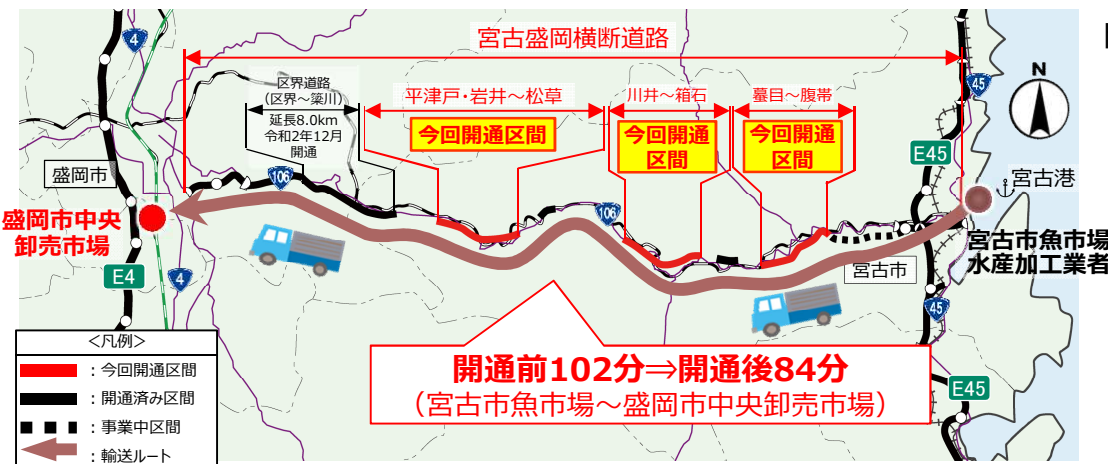 宮古盛岡横断道路
4
45
区界道路
(区界～簗川)
延長8.0km
令和2年12月
開通
平津戸・岩井～松草
今回開通区間
川井～箱石
今回開通
区間
蟇目～腹帯
今回開通
区間
N
E45
盛岡市
106
宮古港
盛岡市中央
卸売市場
106
宮古市魚市場
水産加工業者
宮古市
E4
4
45
開通前102分⇒開通後84分
(宮古市魚市場～盛岡市中央卸売市場)
E45
<凡例>
：今回開通区間
：開通済み区間
：事業中区間
：輸送ルート